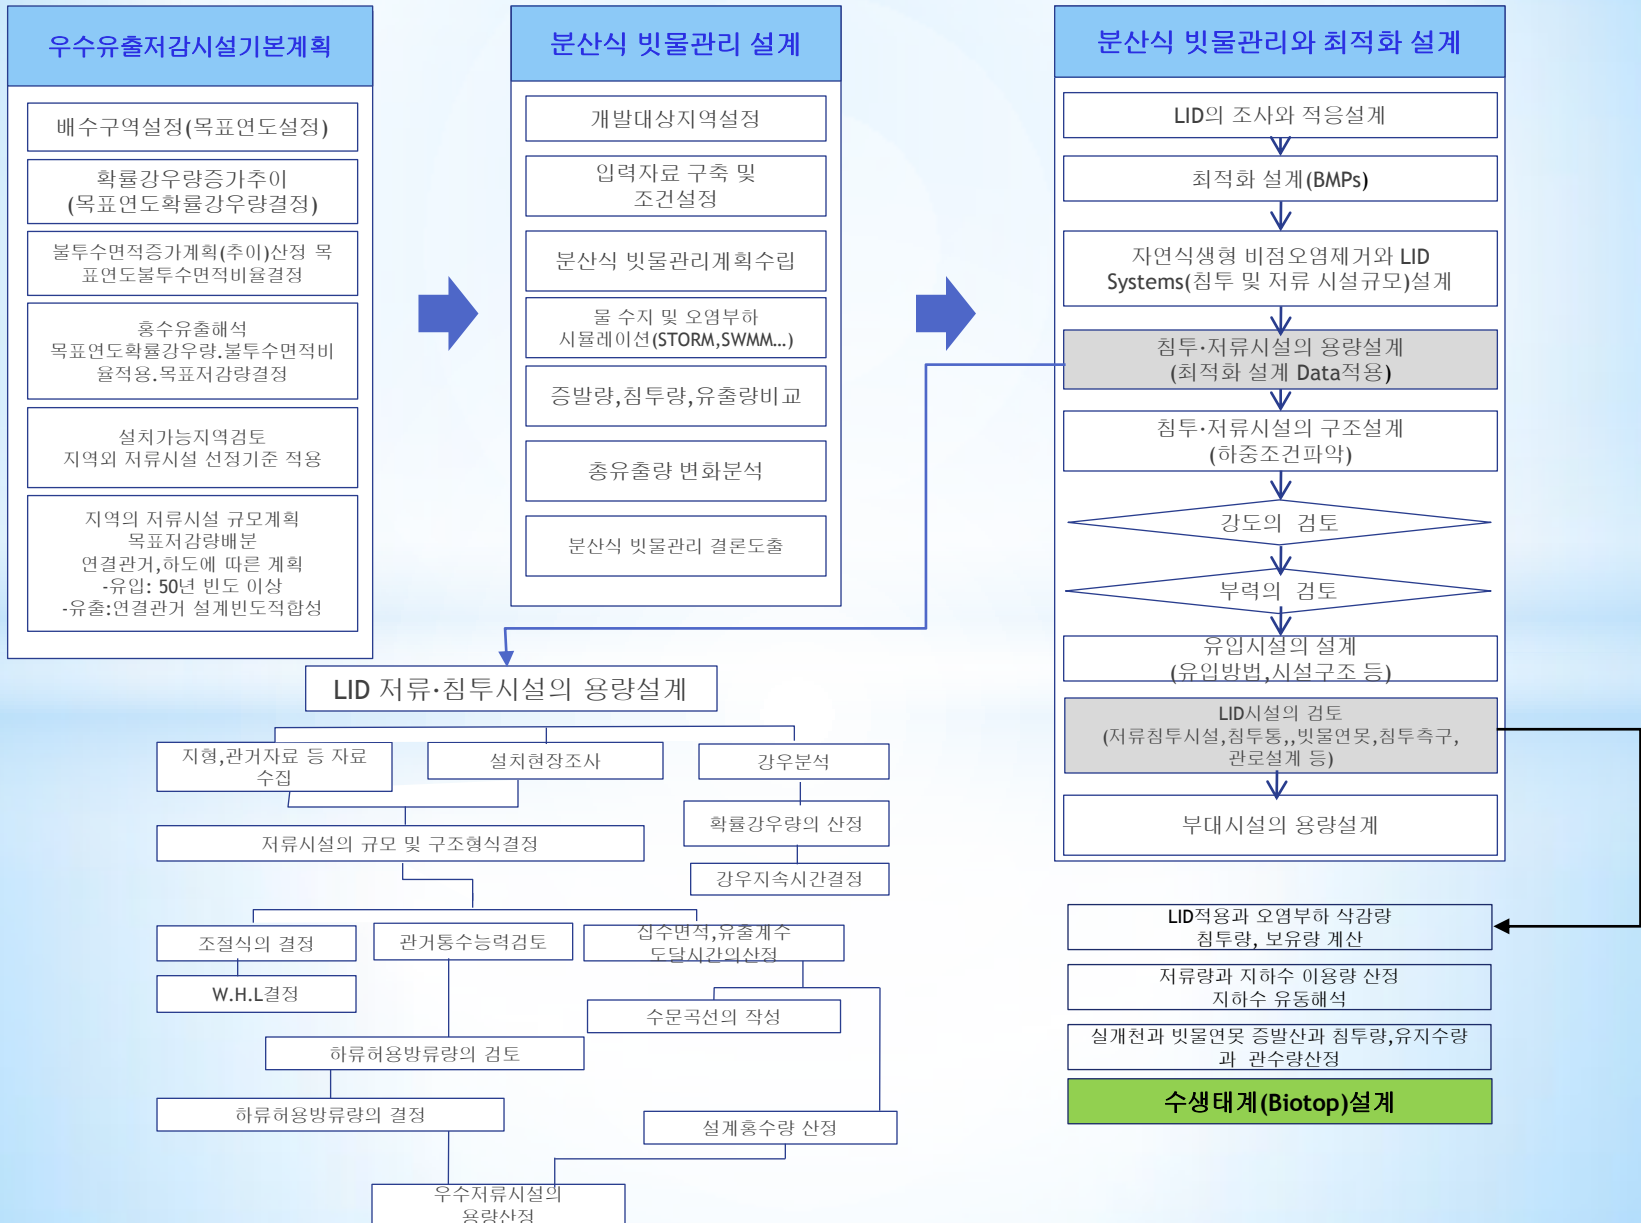 우수유출저감시설기본계획
배수구역설정(목표연도설정)
확률강우량증가추이
(목표연도확률강우량결정)
불투수면적증가계획(추이)산정 목
표연도불투수면적비율결정
홍수유출해석
목표연도확률강우량.불투수면적비
율적용.목표저감량결정
설치가능지역검토
지역외 저류시설 선정기준 적용
지역의 저류시설 규모계획
목표저감량배분
연결관거,하도에 따른 계획
-유입: 50년 빈도 이상
-유출:연결관거 설계빈도적합성
분산식 빗물관리 설계
개발대상지역설정
입력자료 구축 및
조건설정
분산식 빗물관리계획수립
물 수지 및 오염부하
시뮬레이션(STORM,SWMM...)
증발량,침투량,유출량비교
총유출량 변화분석
분산식 빗물관리 결론도출
분산식 빗물관리와 최적화 설계
LID의 조사와 적응설계
최적화 설계(BMPs)
자연식생형 비점오염제거와 LID
Systems(침투 및 저류 시설규모)설계
침투·저류시설의 용량설계
(최적화 설계 Data적용)
침투·저류시설의 구조설계
(하중조건파악)
강도의 검토
부력의 검토
유입시설의 설계
(유입방법,시설구조 등)
LID시설의 검토
(저류침투시설,침투통,,빗물연못,침투측구,
관로설계 등)
부대시설의 용량설계
LID적용과 오염부하 삭감량
침투량, 보유량 계산
저류량과 지하수 이용량 산정
지하수 유동해석
실개천과 빗물연못 증발산과 침투량,유지수량
과 관수량산정
수생태계(Biotop)설계
LID 저류·침투시설의 용량설계
지형,관거자료 등 자료
수집
설치현장조사
강우분석
확률강우량의 산정
강우지속시간결정
저류시설의 규모 및 구조형식결정
조절식의 결정
관거통수능력검토
집수면적,유출계수
도달시간의산정
W.H.L결정
수문곡선의 작성
하류허용방류량의 검토
하류허용방류량의 결정
설계홍수량 산정
우수저류시설의
용량산정